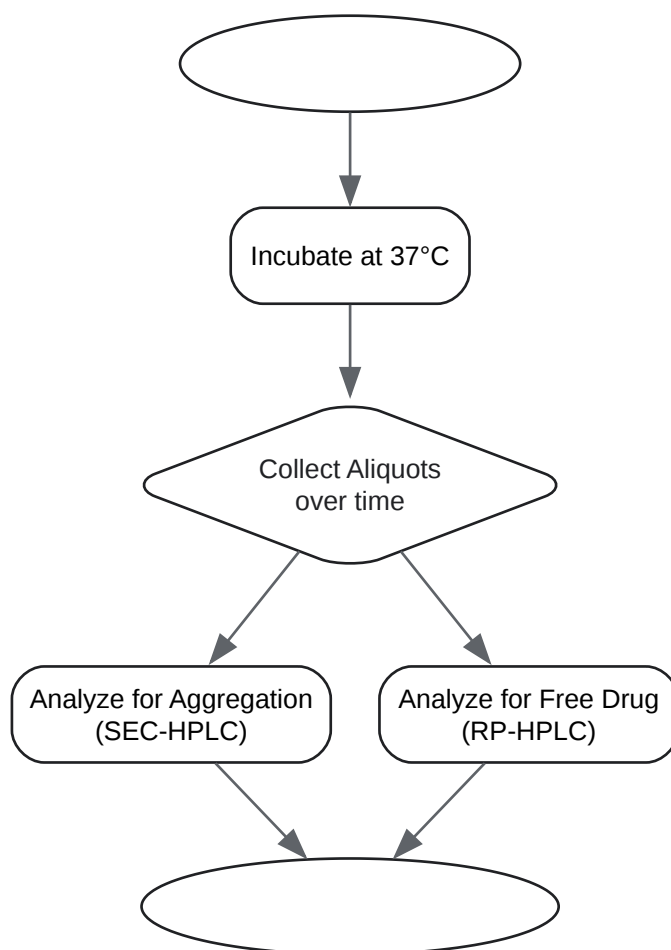 Incubate at 37°C
Collect Aliquots
over time
Analyze for Aggregation
(SEC-HPLC)
Analyze for Free Drug
(RP-HPLC)